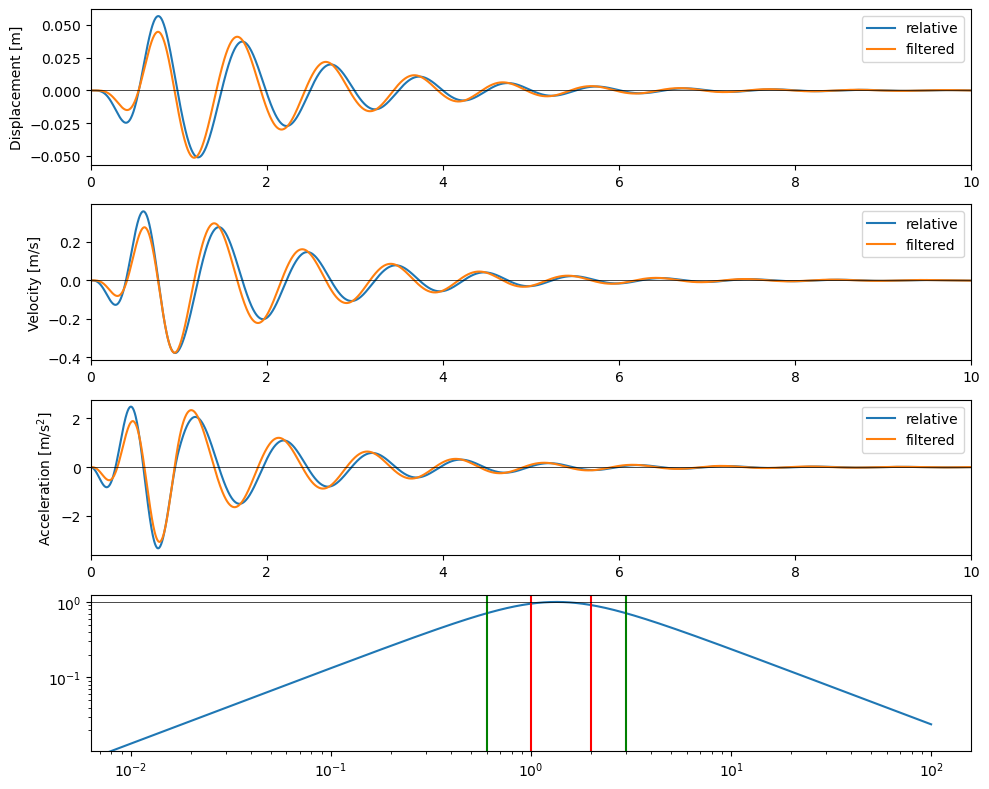 Displacement [m]
0.050
0.025
0.000
−0.025
−0.050
relative
filtered
0 2 4 6 8 10
Velocity [m/s]
0.2
0.0
−0.2
−0.4
relative
filtered
0 2 4 6 8 10
Acceleration [m/s²]
2
0
−2
relative
filtered
0 2 4 6 8 10
10⁰
10⁻¹
10⁻² 10⁻¹ 10⁰ 10¹ 10²